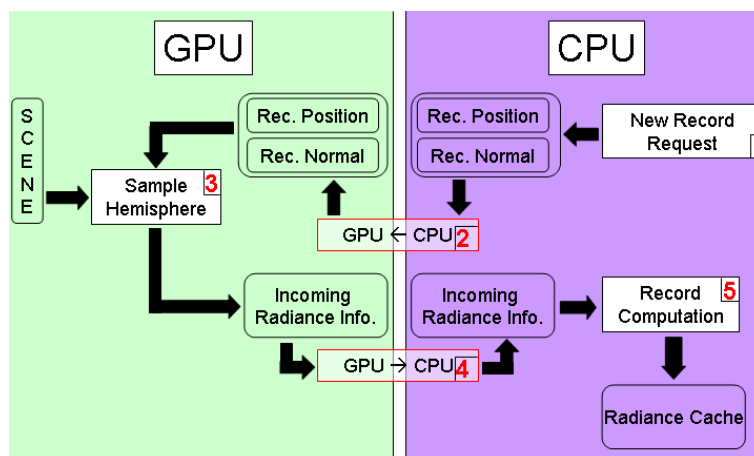 GPU
CPU
S
C
E
N
E
Rec. Position
Rec. Normal
Rec. Position
Rec. Normal
New Record
Request
Sample
Hemisphere
3
GPU ← CPU 2
Incoming
Radiance Info.
Incoming
Radiance Info.
Record
Computation
5
GPU → CPU 4
Radiance Cache